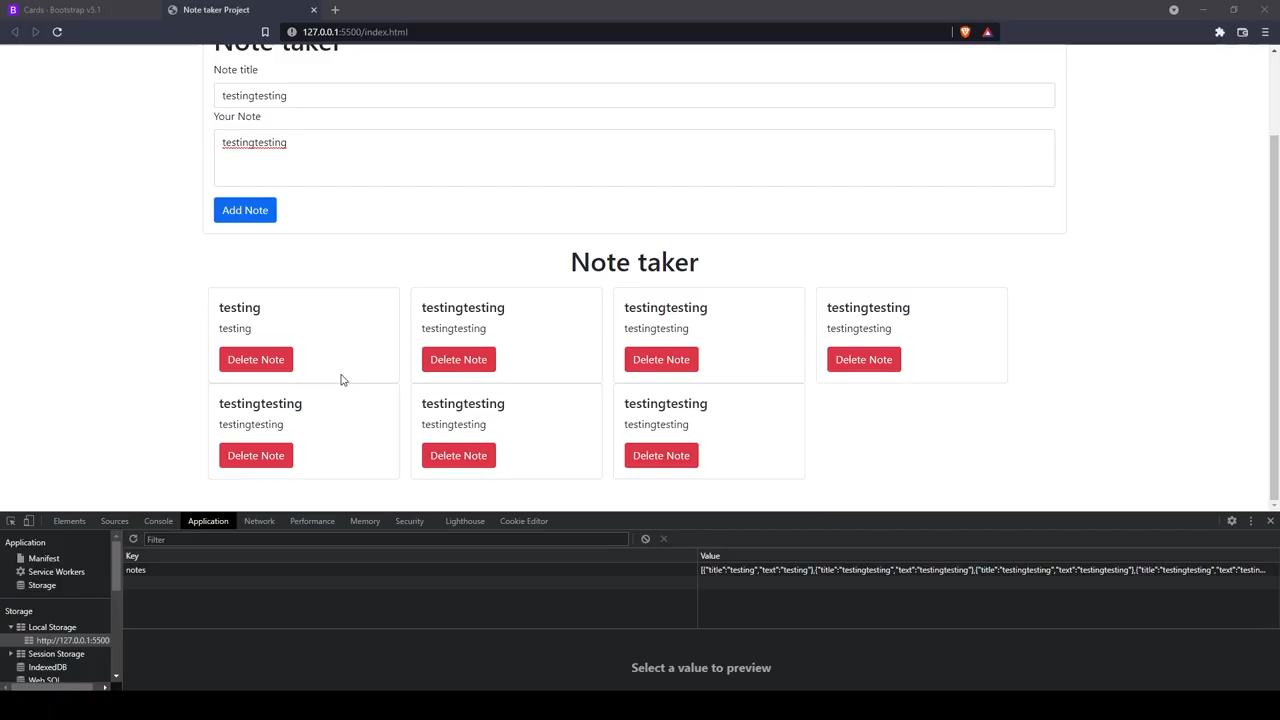 Cards · Bootstrap v5.1
Note taker Project
127.0.0.1:5500/index.html
Note taker
Note title
testingtesting
Your Note
testingtesting
Add Note
Note taker
testing testingtesting testingtesting testingtesting
testing testingtesting testingtesting testingtesting
Delete Note Delete Note Delete Note Delete Note
testingtesting testingtesting testingtesting
testingtesting testingtesting testingtesting
Delete Note Delete Note Delete Note
Elements Sources Console Application Network Performance Memory Security Lighthouse Cookie Editor
Application
Manifest
Service Workers
Storage
Storage
Local Storage
http://127.0.0.1:5500
Session Storage
IndexedDB
Web SQL
Filter
Key Value
notes [{"title":"testing","text":"testing"},{"title":"testingtesting","text":"testingtesting"},{"title":"testingtesting","text":"testingtesting"},{"title":"testingtesting","text":"testin...
Select a value to preview